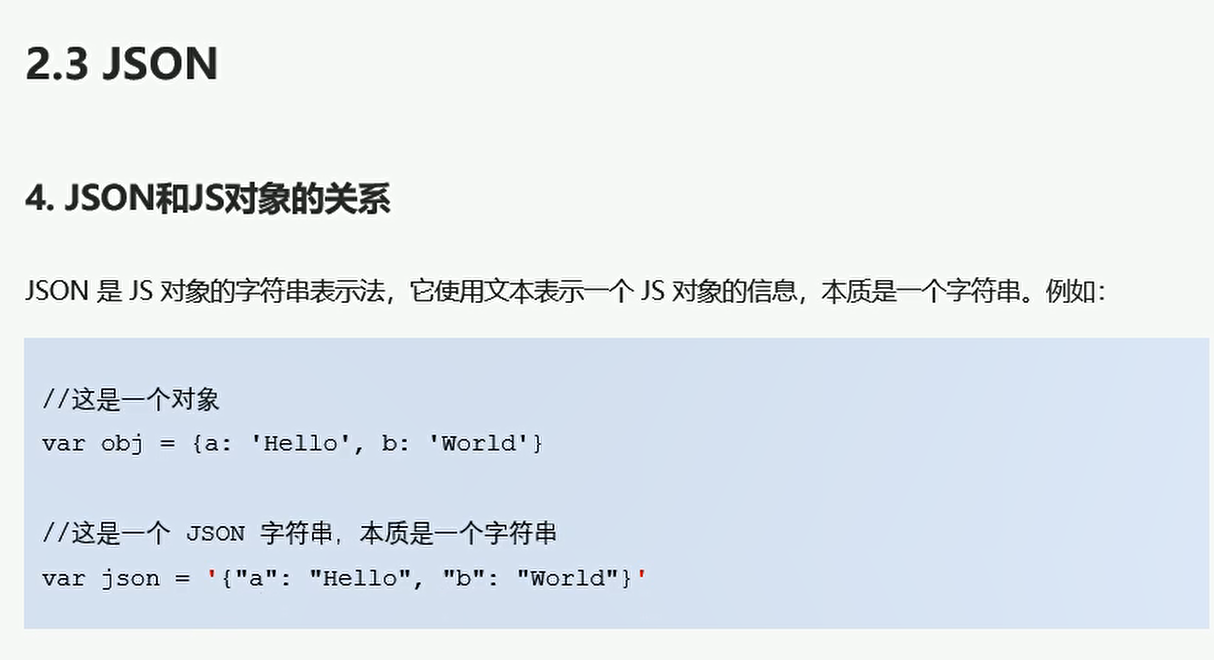 2.3 JSON
4. JSON和JS对象的关系
JSON 是 JS 对象的字符串表示法，它使用文本表示一个 JS 对象的信息，本质是一个字符串。例如：
//这是一个对象
var obj = {a: 'Hello', b: 'World'}
//这是一个 JSON 字符串，本质是一个字符串
var json = '{"a": "Hello", "b": "World"}'